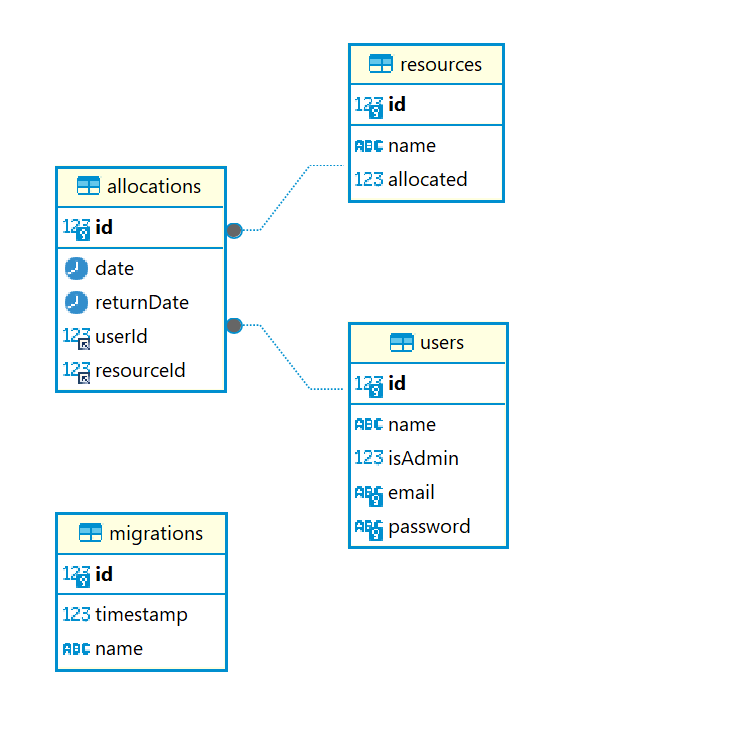 resources
123 id
ABC name
123 allocated
allocations
123 id
date
returnDate
123 userId
123 resourceId
users
123 id
ABC name
123 isAdmin
ABC email
ABC password
migrations
123 id
123 timestamp
ABC name